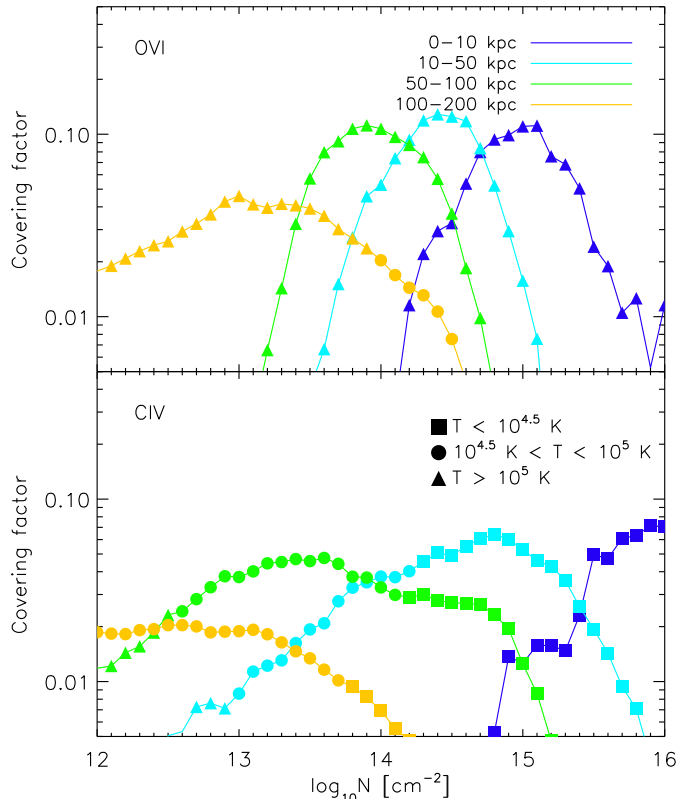 OVI
0−10 kpc
10−50 kpc
50−100 kpc
100−200 kpc
0.10
0.01
Covering factor
CIV
T < 10^4.5 K
10^4.5 K < T < 10^5 K
T > 10^5 K
0.10
0.01
Covering factor
12 13 14 15 16
log₁₀N [cm⁻²]